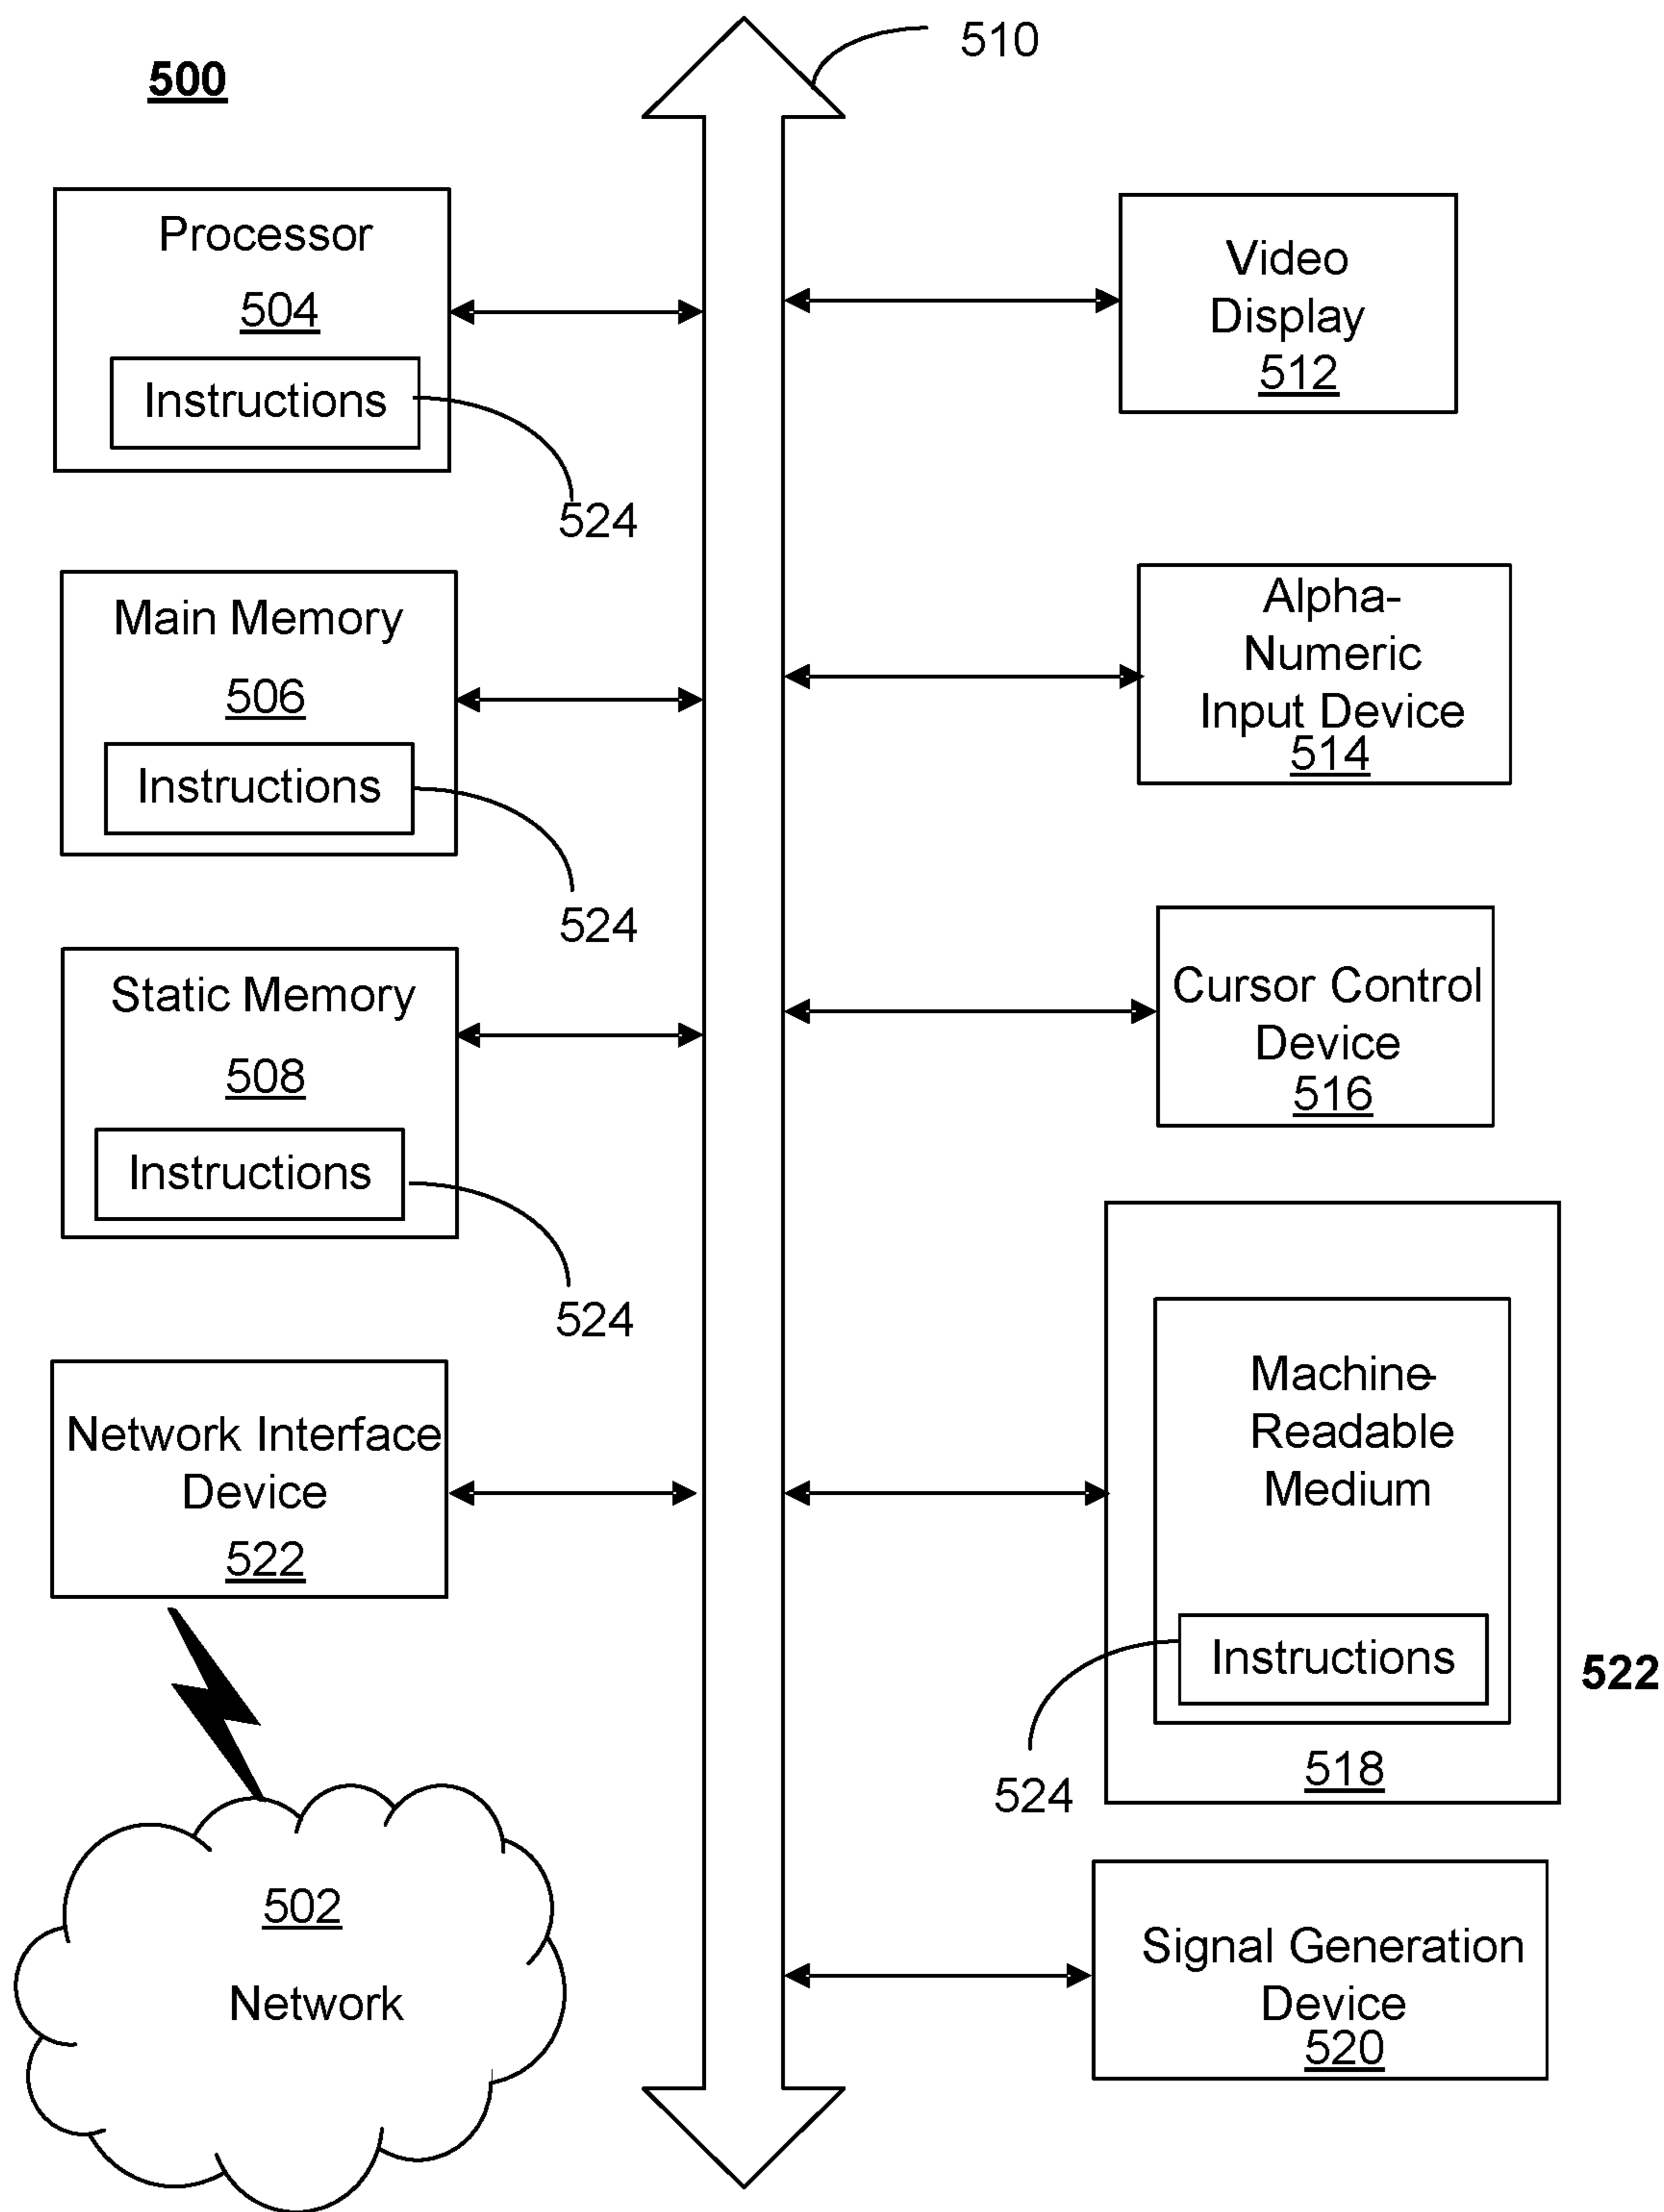 500
510
Processor
504
Instructions
524
Main Memory
506
Instructions
524
Static Memory
508
Instructions
524
Network Interface
Device
522
502
Network
Video
Display
512
Alpha-
Numeric
Input Device
514
Cursor Control
Device
516
Machine-
Readable
Medium
Instructions
522
518
524
Signal Generation
Device
520